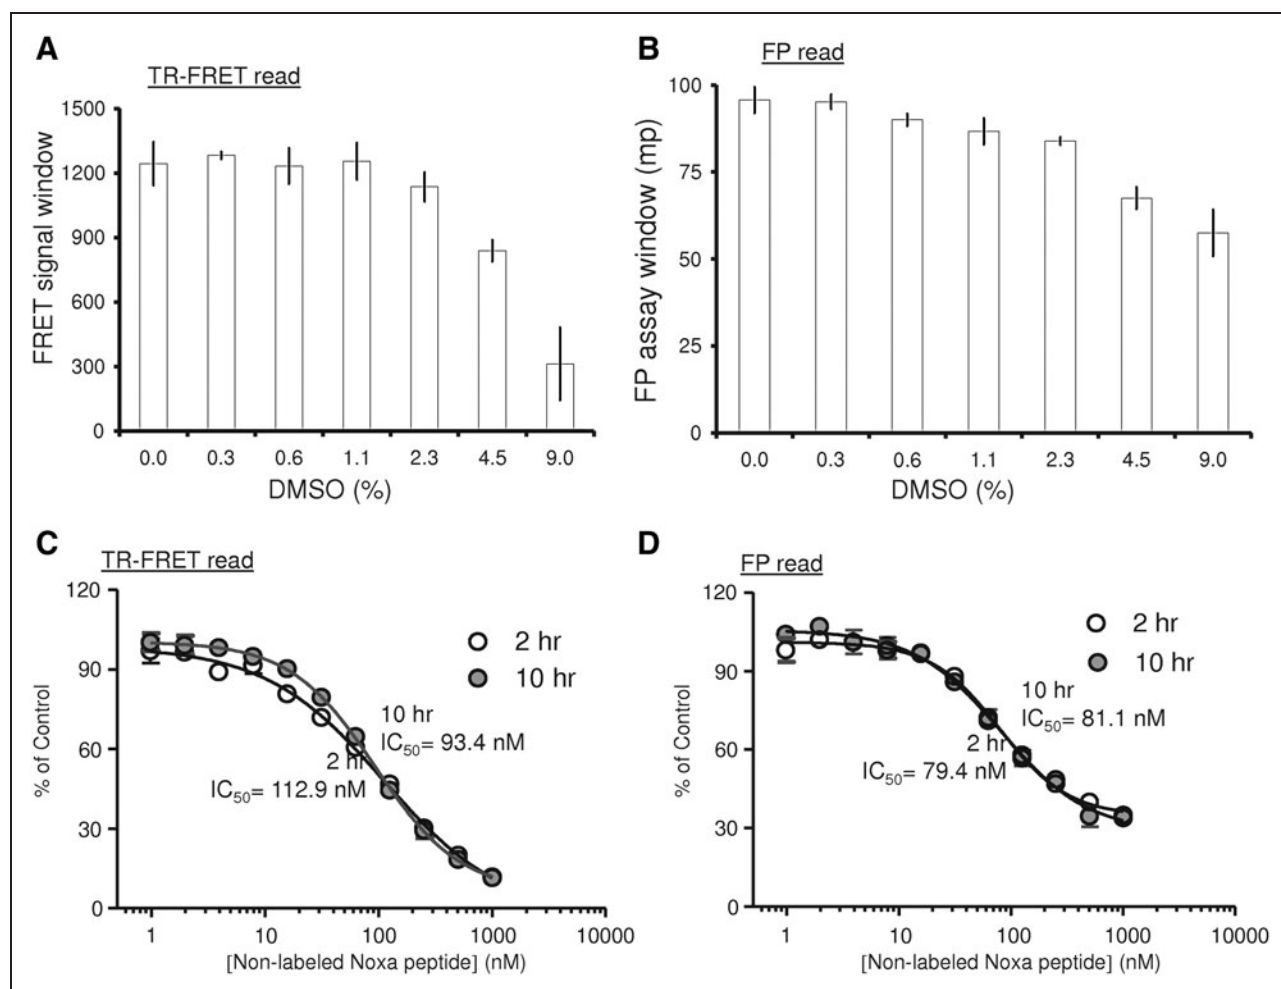 A
TR-FRET read
FRET signal window
1500
1200
900
600
300
0
0.0 0.3 0.6 1.1 2.3 4.5 9.0
DMSO (%)
B
FP read
FP assay window (mp)
100
75
50
25
0
0.0 0.3 0.6 1.1 2.3 4.5 9.0
DMSO (%)
C
TR-FRET read
% of Control
120
90
60
30
0
2 hr
10 hr
10 hr
IC50= 93.4 nM
2 hr
IC50= 112.9 nM
1 10 100 1000 10000
[Non-labeled Noxa peptide] (nM)
D
FP read
% of Control
120
90
60
30
0
2 hr
10 hr
10 hr
IC50= 81.1 nM
2 hr
IC50= 79.4 nM
1 10 100 1000 10000
[Non-labeled Noxa peptide] (nM)